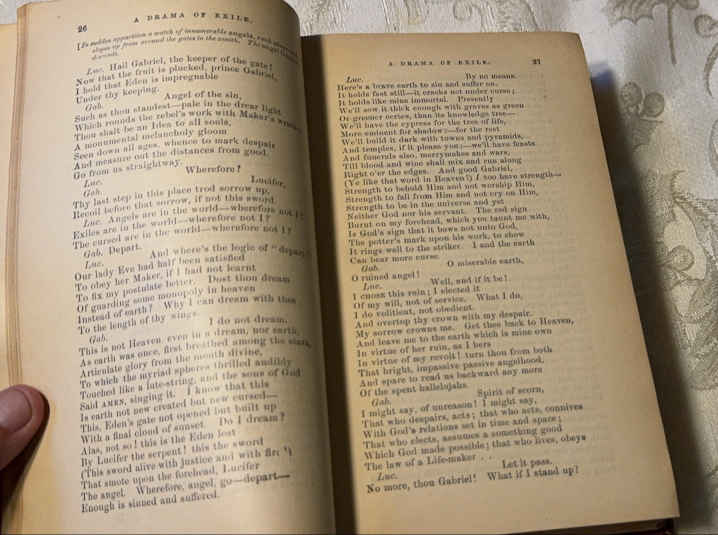 26
A DRAMA OF EXILE.
[In sudden apparition a watch of innumerable angels, rank above rank,
slopes up from around the gates to the zenith. The angel Gabriel
descends.
Luc. Hail Gabriel, the keeper of the gate!
Now that the fruit is plucked, prince Gabriel,
I hold that Eden is impregnable
Under thy keeping.
Gab. Angel of the sin,
Such as thou standest—pale in the drear light
Which rounds the rebel's work with Maker's wrath—
Thou shalt be an Idea to all souls,
A monumental melancholy gloom
Seen down all ages, whence to mark despair
And measure out the distances from good.
Go from us straightway.
Luc. Wherefore?
Gab. Lucifer,
Thy last step in this place trod sorrow up,
Recoil before that sorrow, if not this sword.
Luc. Angels are in the world—wherefore not I?
Exiles are in the world—wherefore not I?
The cursed are in the world—wherefore not I?
Gab. Depart.
Luc. And where's the logic of "depart"
Our lady Eve had half been satisfied
To obey her Maker, if I had not learnt
To fix my postulate better. Dost thou dream
Of guarding some monopoly in heaven
Instead of earth? Why I can dream with thee
To the length of thy wings.
Gab. I do not dream.
This is not Heaven, even in a dream, nor earth,
As earth was once, first breathed among the stars,
Articulate glory from the mouth divine,
To which the myriad spheres thrilled audibly
Touched like a lute-string, and the sons of God
Said AMEN, singing it. I know that this
Is earth not new created but new cursed—
This, Eden's gate not opened but built up
With a final cloud of sunset. Do I dream?
Alas, not so! this is the Eden lost
By Lucifer the serpent! this the sword
(This sword alive with justice and with fire!)
That smote upon the forehead, Lucifer
The angel. Wherefore, angel, go—depart—
Enough is sinned and suffered.
A DRAMA OF EXILE.
27
Luc. By no means.
Here's a brave earth to sin and suffer on.
It holds fast still—it cracks not under curse;
It holds like mine immortal. Presently
We'll sow it thick enough with graves as green
Or greener certes, than its knowledge tree—
We'll have the cypress for the tree of life,
More eminent for shadow:—for the rest
We'll build it dark with towns and pyramids,
And temples, if it please you:—we'll have feasts
And funerals also, merrymakes and wars,
Till blood and wine shall mix and run along
Right o'er the edges. And good Gabriel,
(Ye like that word in Heaven!) I too have strength—
Strength to behold Him and not worship Him,
Strength to fall from Him and not cry on Him,
Strength to be in the universe and yet
Neither God nor his servant. The red sign
Burnt on my forehead, which you taunt me with,
Is God's sign that it bows not unto God,
The potter's mark upon his work, to show
It rings well to the striker. I and the earth
Can bear more curse.
Gab. O miserable earth,
O ruined angel!
Luc. Well, and if it be!
I CHOSE this ruin; I elected it
Of my will, not of service. What I do,
I do volitient, not obedient,
And overtop thy crown with my despair.
My sorrow crowns me. Get thee back to Heaven,
And leave me to the earth which is mine own
In virtue of her ruin, as I hers
In virtue of my revolt! turn thou from both
That bright, impassive passive angelhood,
And spare to read us backward any more
Of the spent hallelujahs.
Gab. Spirit of scorn,
I might say, of unreason! I might say,
That who despairs, acts; that who acts, connives
With God's relations set in time and space;
That who elects, assumes a something good
Which God made possible; that who lives, obeys
The law of a Life-maker . .
Luc. Let it pass.
No more, thou Gabriel! What if I stand up?